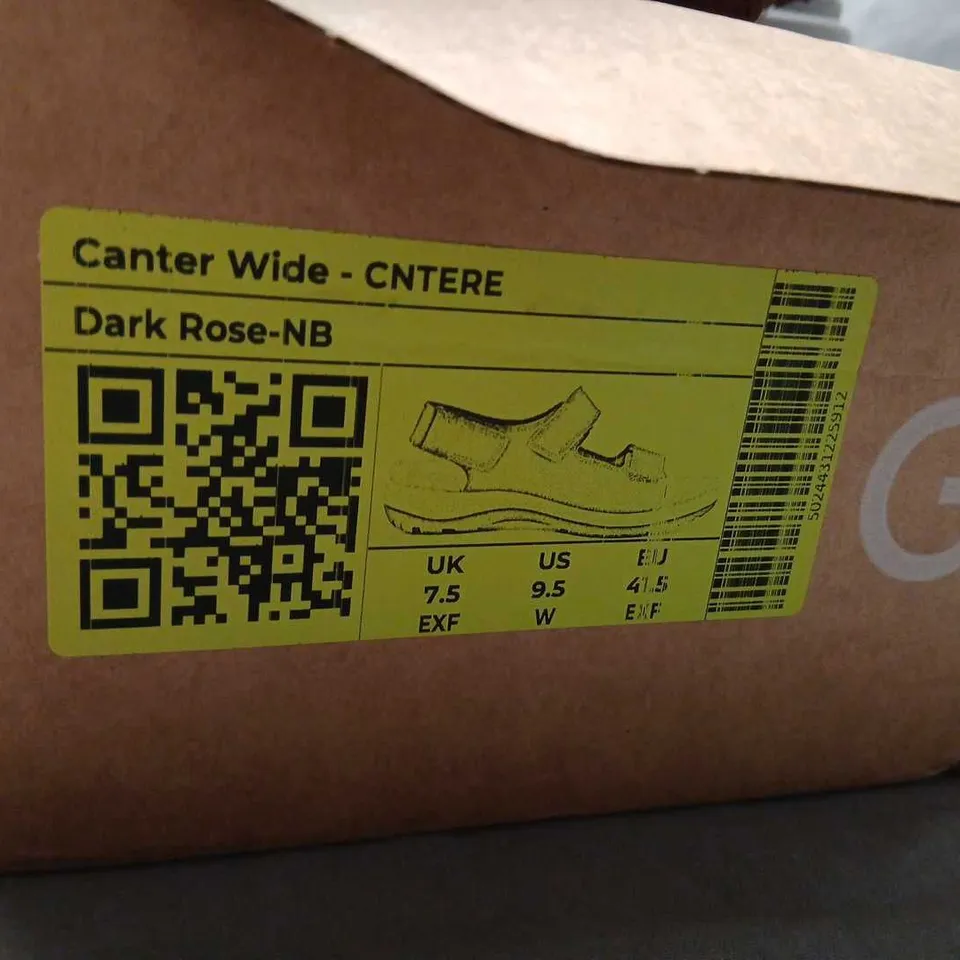 Canter Wide - CNTERE
Dark Rose-NB
UK US EU
7.5 9.5 41.5
EXF W EXF
5024431225912
G